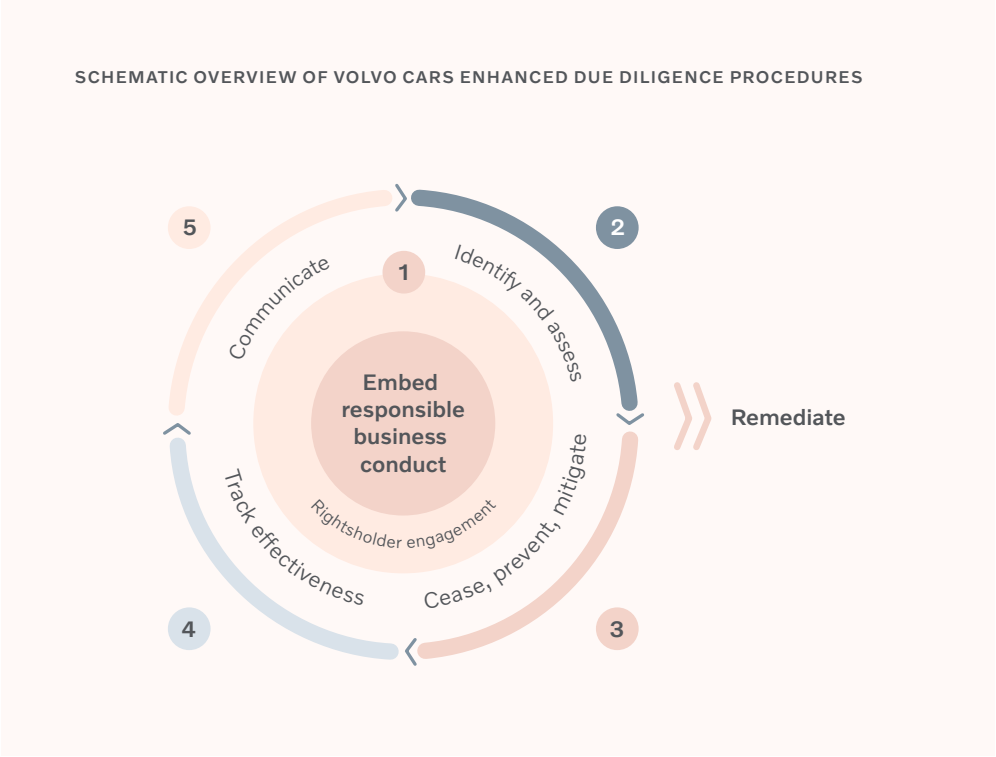 SCHEMATIC OVERVIEW OF VOLVO CARS ENHANCED DUE DILIGENCE PROCEDURES
1
Embed
responsible
business
conduct
Rightsholder engagement
2
Identify and assess
Remediate
3
Cease, prevent, mitigate
4
Track effectiveness
5
Communicate